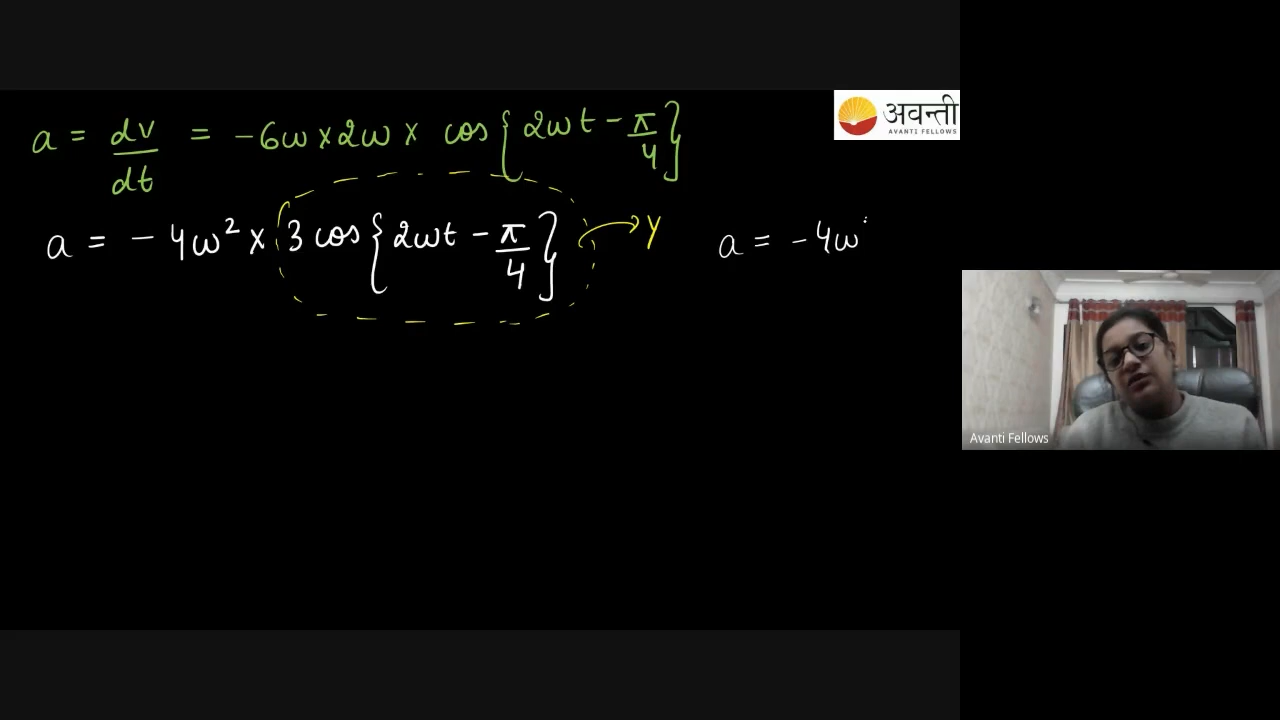 a = dv/dt = -6ω×2ω× cos{2ωt - π/4}
अवन्ती
AVANTI FELLOWS
a = - 4ω² × 3 cos{2ωt - π/4} → y
a = - 4ω
Avanti Fellows